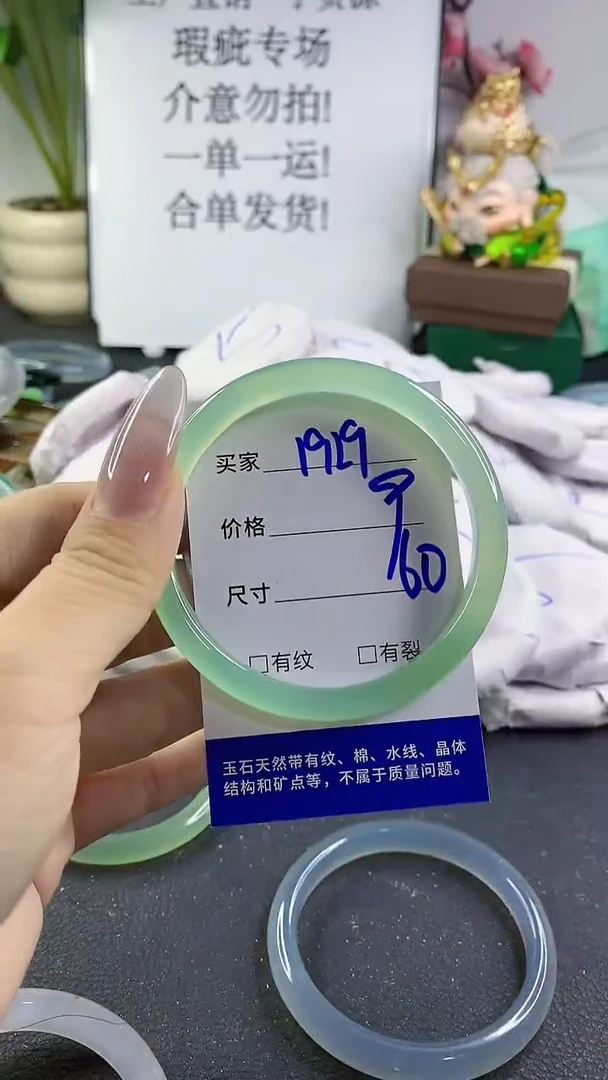 瑕疵专场
介意勿拍!
一单一运!
合单发货!
买家 1919
价格
尺寸 60
□有纹 □有裂
玉石天然带有纹、棉、水线、晶体
结构和矿点等，不属于质量问题。